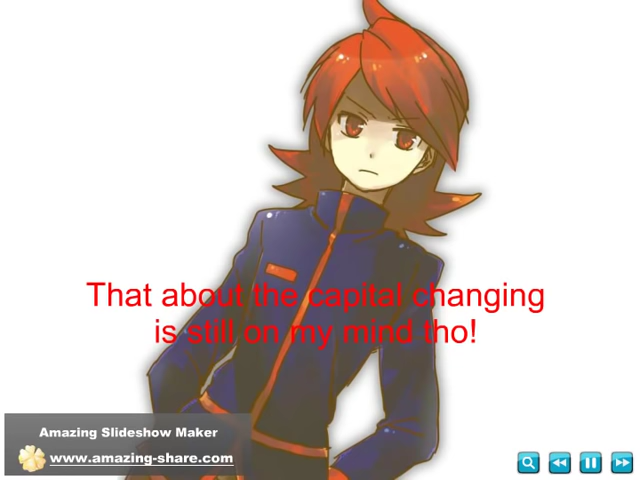 That about the capital changing
is still on my mind tho!
Amazing Slideshow Maker
www.amazing-share.com